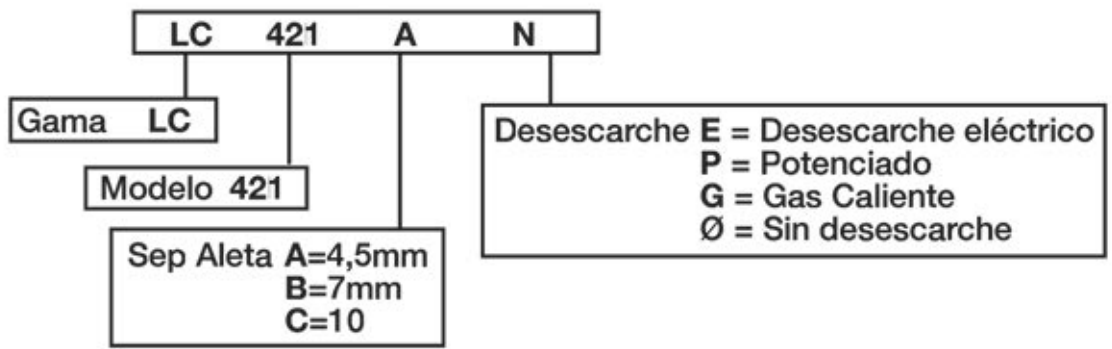 LC 421 A N
Gama LC
Modelo 421
Sep Aleta A=4,5mm
B=7mm
C=10
Desescarche E = Desescarche eléctrico
P = Potenciado
G = Gas Caliente
Ø = Sin desescarche